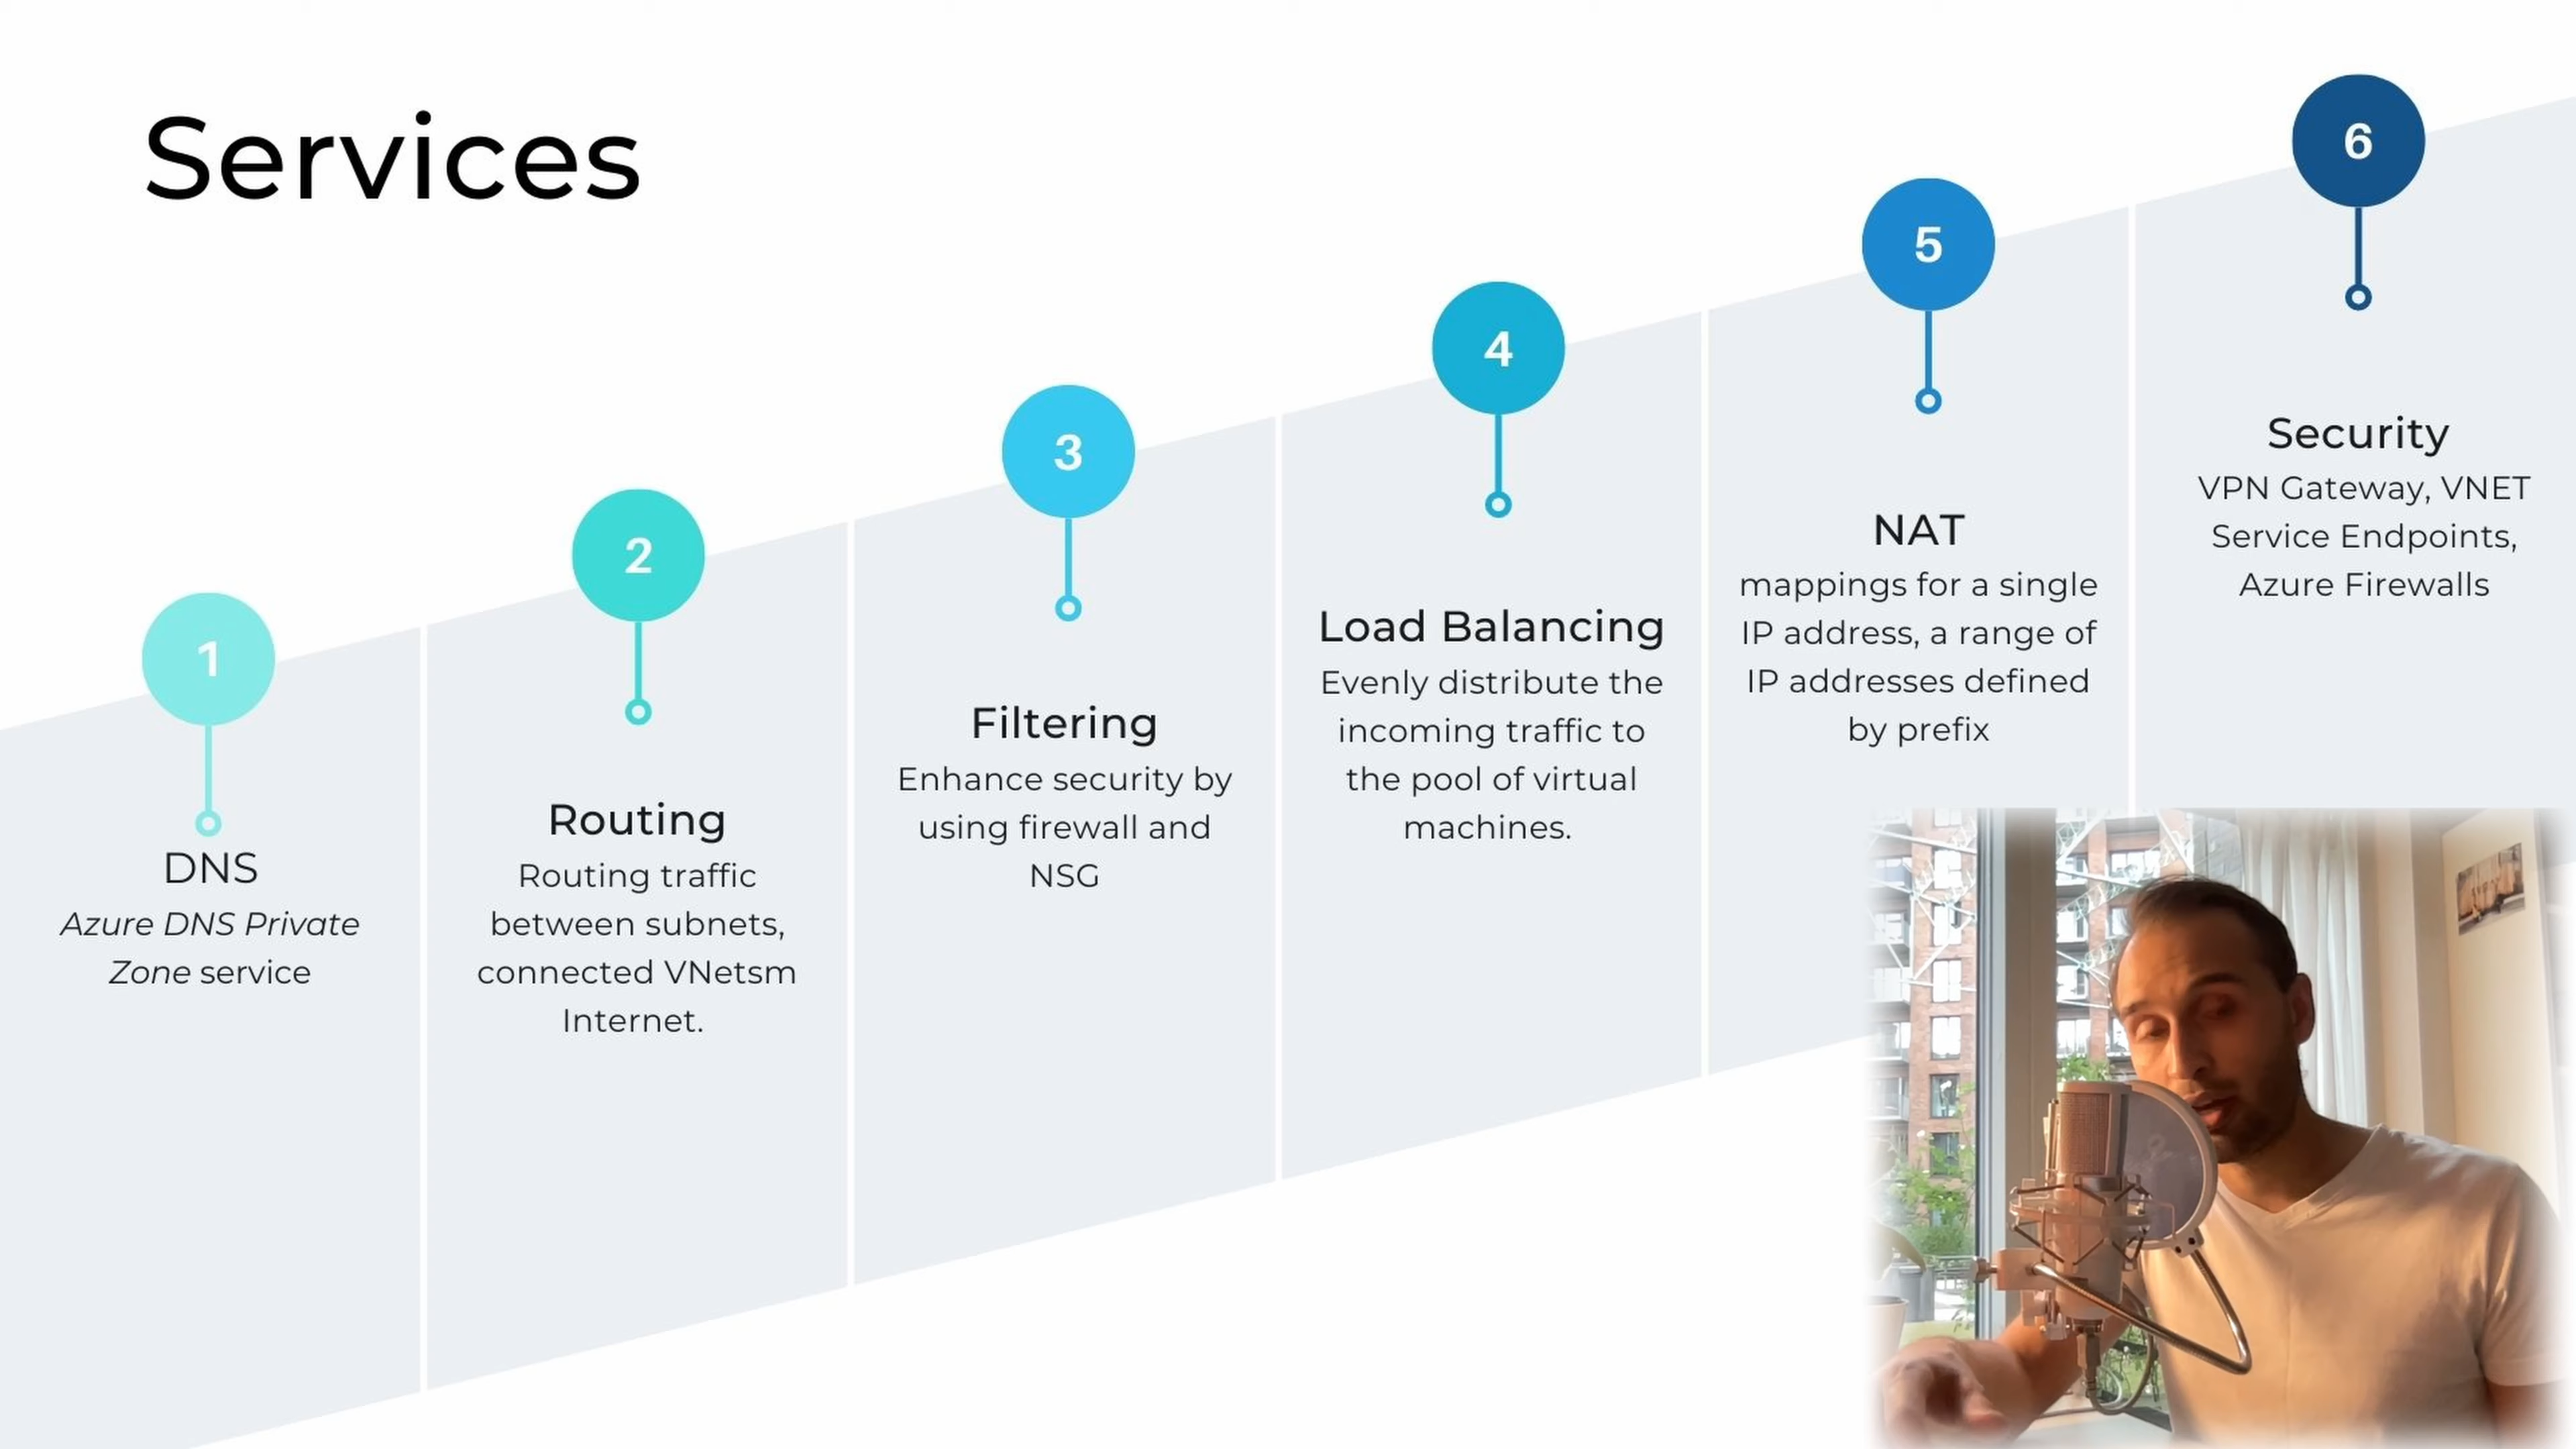 Services
1
DNS
Azure DNS Private
Zone service
2
Routing
Routing traffic
between subnets,
connected VNetsm
Internet.
3
Filtering
Enhance security by
using firewall and
NSG
4
Load Balancing
Evenly distribute the
incoming traffic to
the pool of virtual
machines.
5
NAT
mappings for a single
IP address, a range of
IP addresses defined
by prefix
6
Security
VPN Gateway, VNET
Service Endpoints,
Azure Firewalls